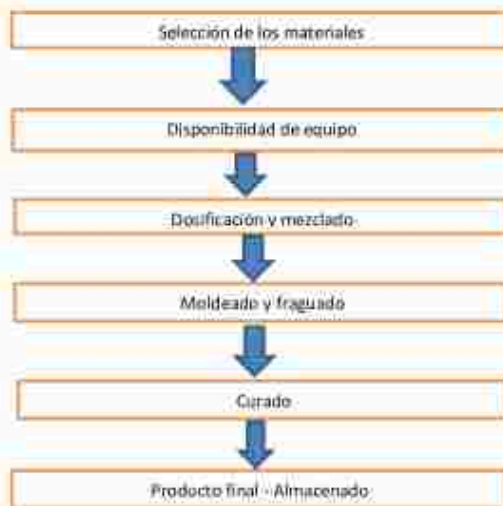 Selección de los materiales
Disponibilidad de equipo
Dosificación y mezclado
Moldeado y fraguado
Curado
Producto final - Almacenado